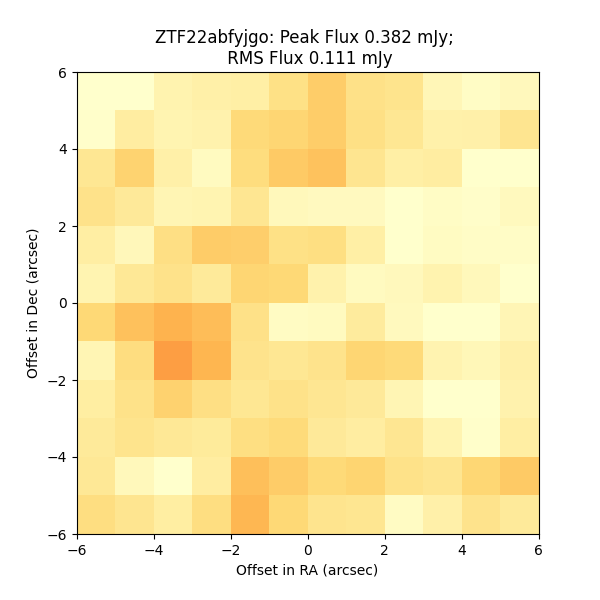 ZTF22abfyjgo: Peak Flux 0.382 mJy;
RMS Flux 0.111 mJy
6
4
2
0
−2
−4
−6
Offset in Dec (arcsec)
−6 −4 −2 0 2 4 6
Offset in RA (arcsec)